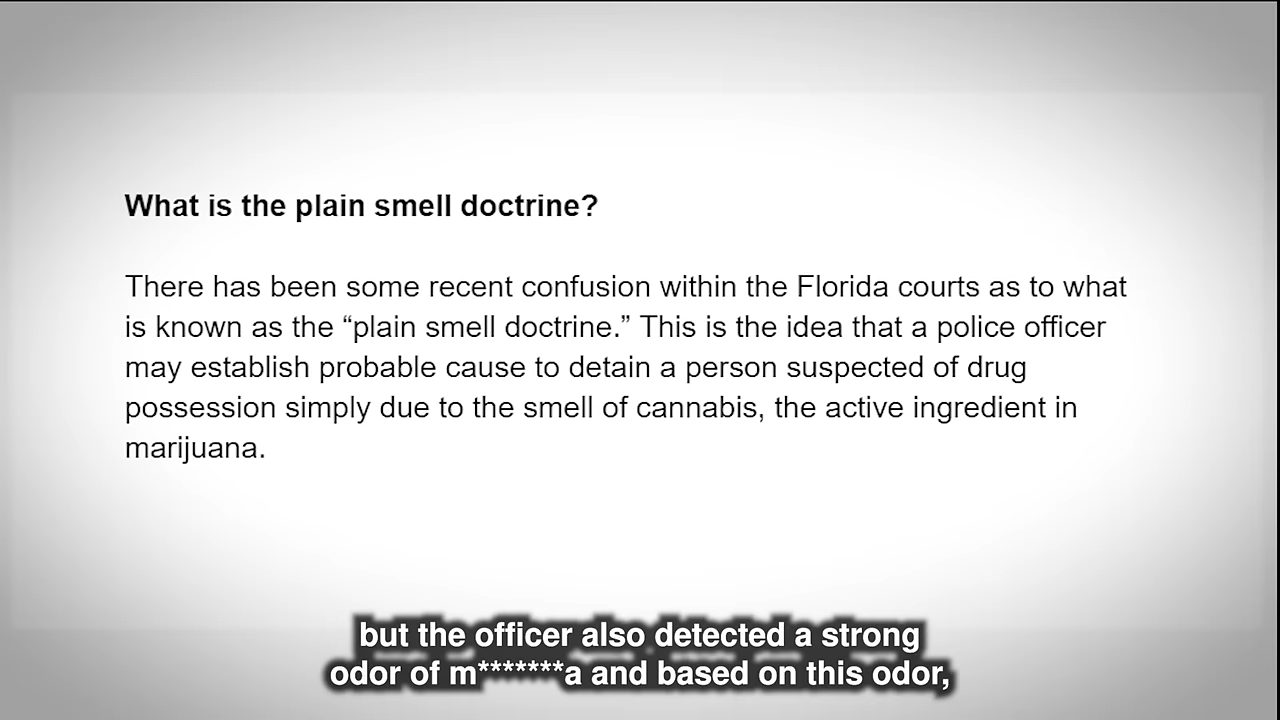 What is the plain smell doctrine?
There has been some recent confusion within the Florida courts as to what
is known as the “plain smell doctrine.” This is the idea that a police officer
may establish probable cause to detain a person suspected of drug
possession simply due to the smell of cannabis, the active ingredient in
marijuana.
but the officer also detected a strong
odor of m*******a and based on this odor,